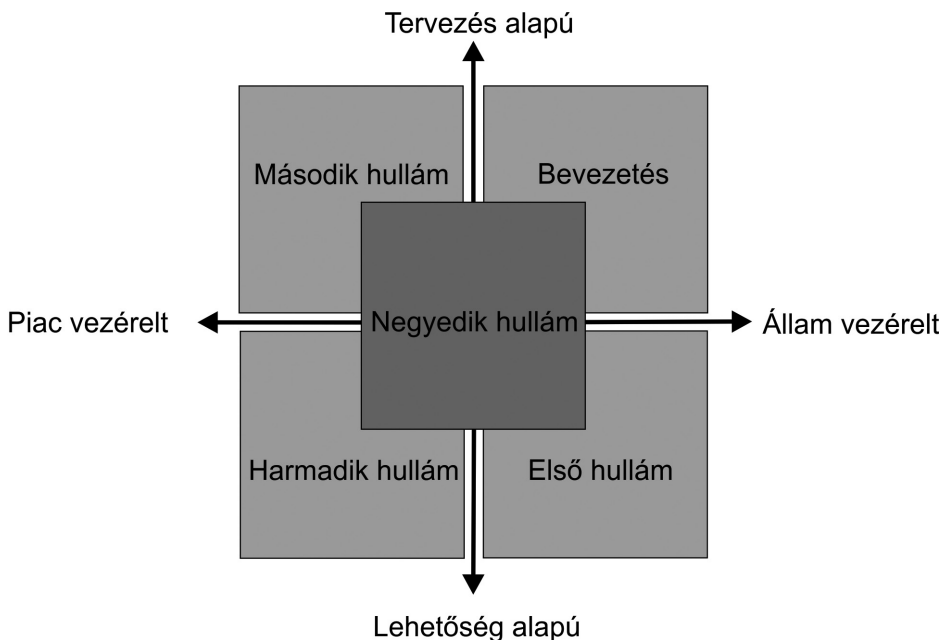 Tervezés alapú
Második hullám
Bevezetés
Piac vezérelt
Negyedik hullám
Állam vezérelt
Harmadik hullám
Első hullám
Lehetőség alapú